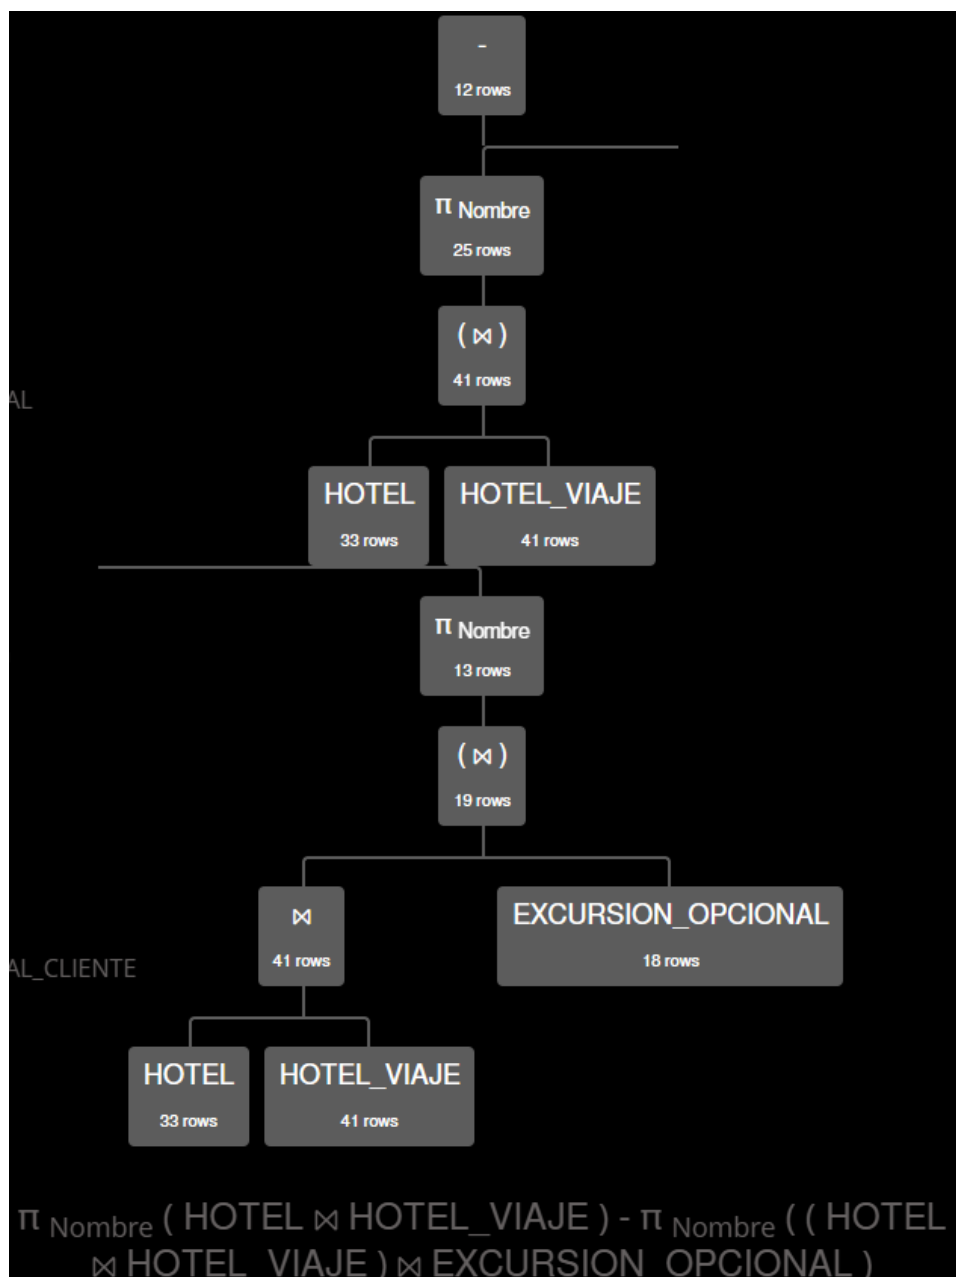 -
12 rows
π Nombre
25 rows
( ⋈ )
41 rows
AL
HOTEL
33 rows
HOTEL_VIAJE
41 rows
π Nombre
13 rows
( ⋈ )
19 rows
⋈
41 rows
EXCURSION_OPCIONAL
18 rows
AL_CLIENTE
HOTEL
33 rows
HOTEL_VIAJE
41 rows
π Nombre ( HOTEL ⋈ HOTEL_VIAJE ) - π Nombre ( ( HOTEL
⋈ HOTEL_VIAJE ) ⋈ EXCURSION_OPCIONAL )